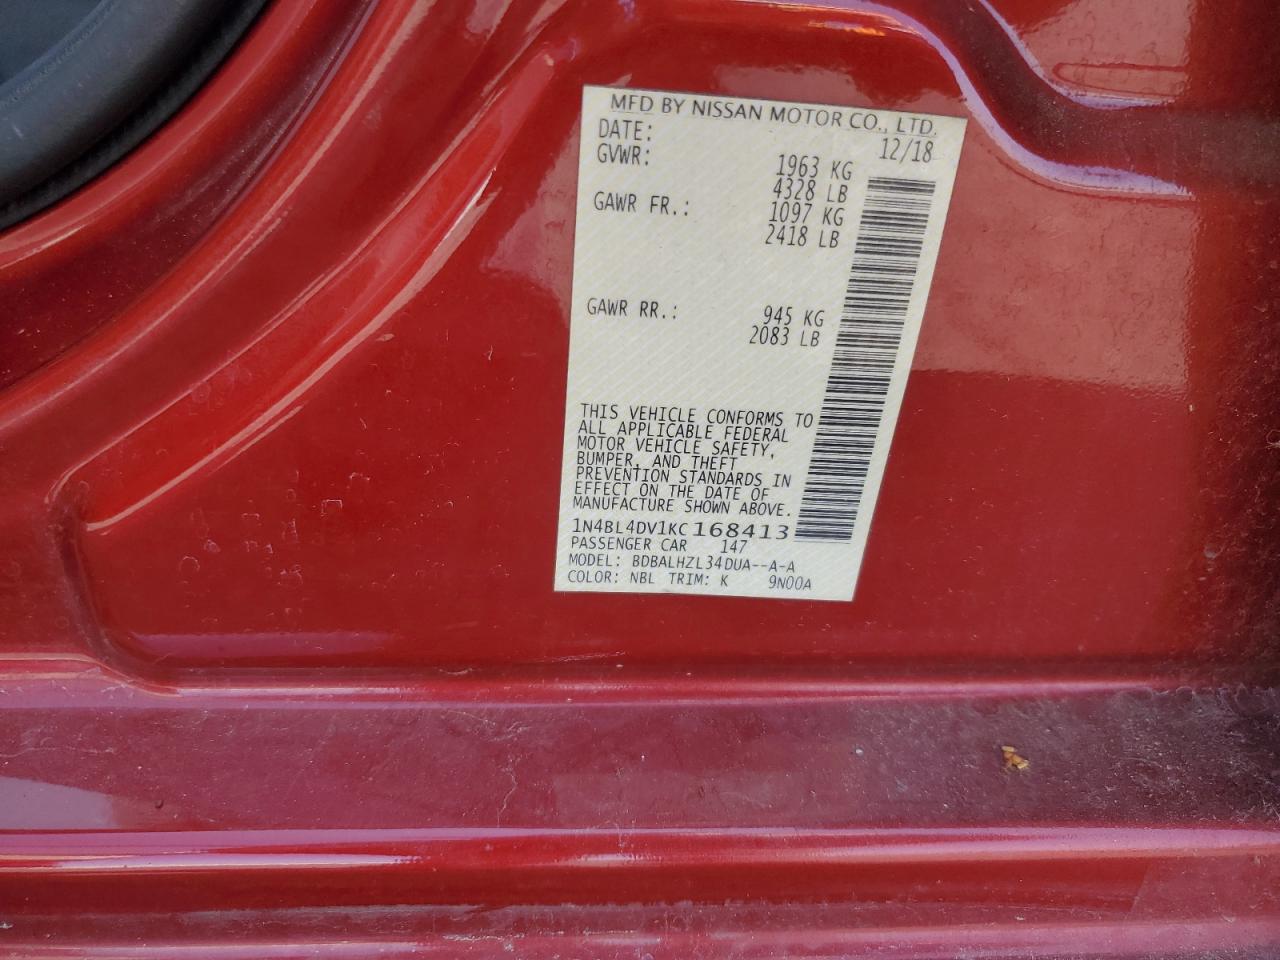 MFD BY NISSAN MOTOR CO., LTD.
DATE: 12/18
GVWR: 1963 KG
4328 LB
GAWR FR.: 1097 KG
2418 LB
GAWR RR.: 945 KG
2083 LB
THIS VEHICLE CONFORMS TO
ALL APPLICABLE FEDERAL
MOTOR VEHICLE SAFETY,
BUMPER, AND THEFT
PREVENTION STANDARDS IN
EFFECT ON THE DATE OF
MANUFACTURE SHOWN ABOVE.
1N4BL4DV1KC168413
PASSENGER CAR 147
MODEL: BDBALHZL34DUA--A-A
COLOR: NBL TRIM: K 9N00A